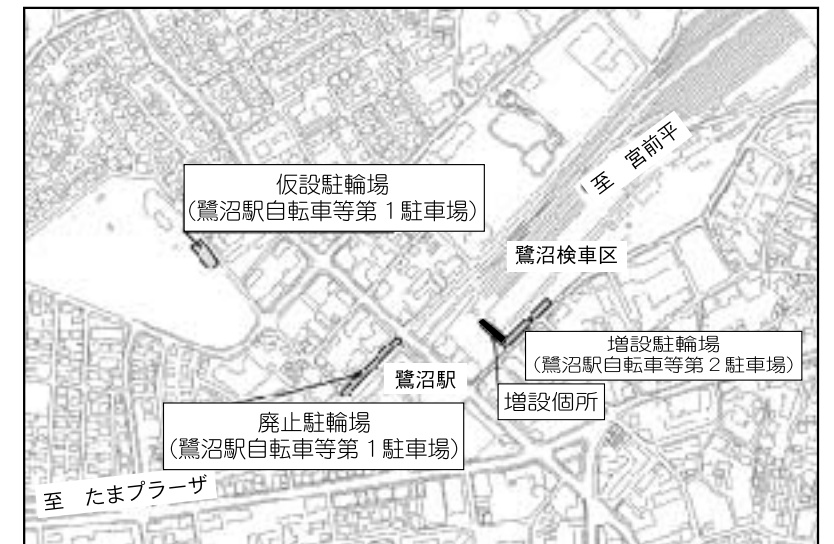 至　宮前平
仮設駐輪場
(鷺沼駅自転車等第１駐車場)
鷺沼検車区
増設駐輪場
(鷺沼駅自転車等第２駐車場)
鷺沼駅
増設個所
廃止駐輪場
(鷺沼駅自転車等第１駐車場)
至　たまプラーザ